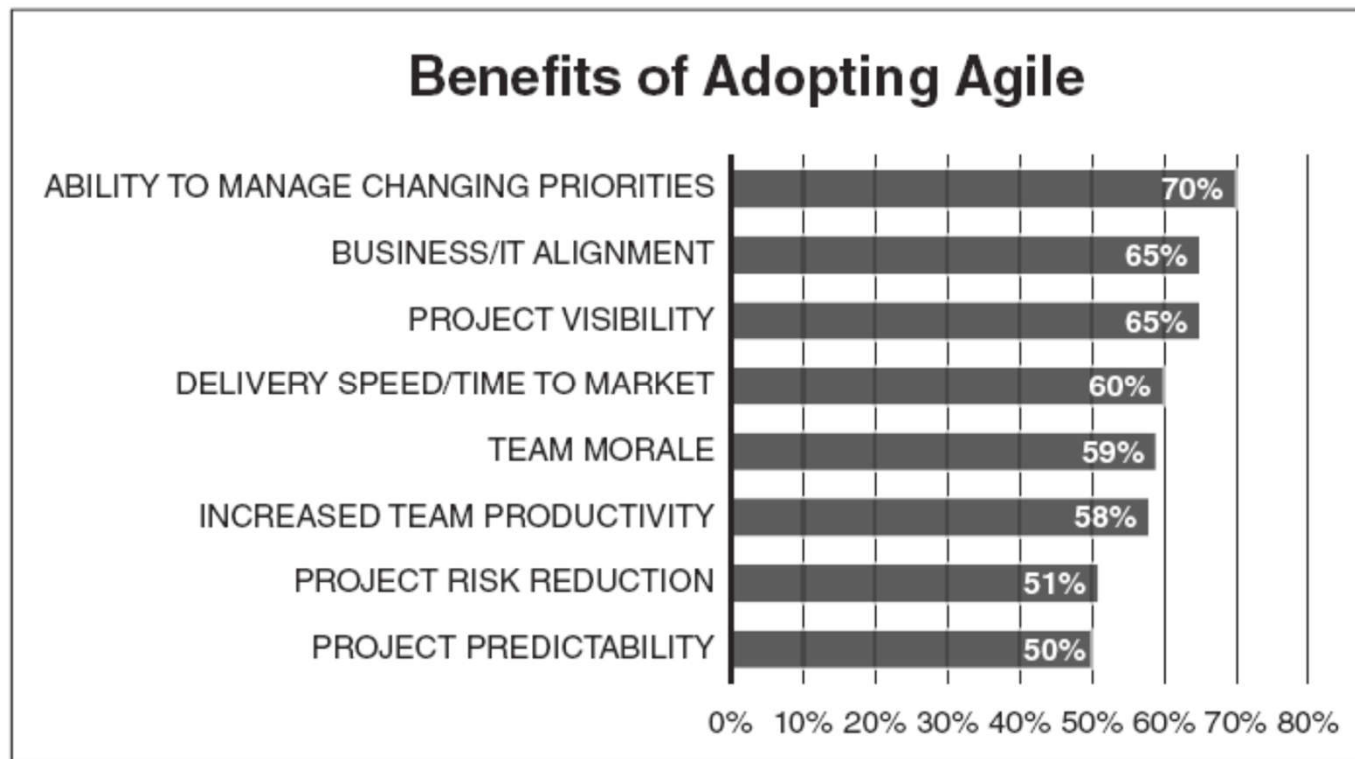 Benefits of Adopting Agile
ABILITY TO MANAGE CHANGING PRIORITIES 70%
BUSINESS/IT ALIGNMENT 65%
PROJECT VISIBILITY 65%
DELIVERY SPEED/TIME TO MARKET 60%
TEAM MORALE 59%
INCREASED TEAM PRODUCTIVITY 58%
PROJECT RISK REDUCTION 51%
PROJECT PREDICTABILITY 50%
0% 10% 20% 30% 40% 50% 60% 70% 80%